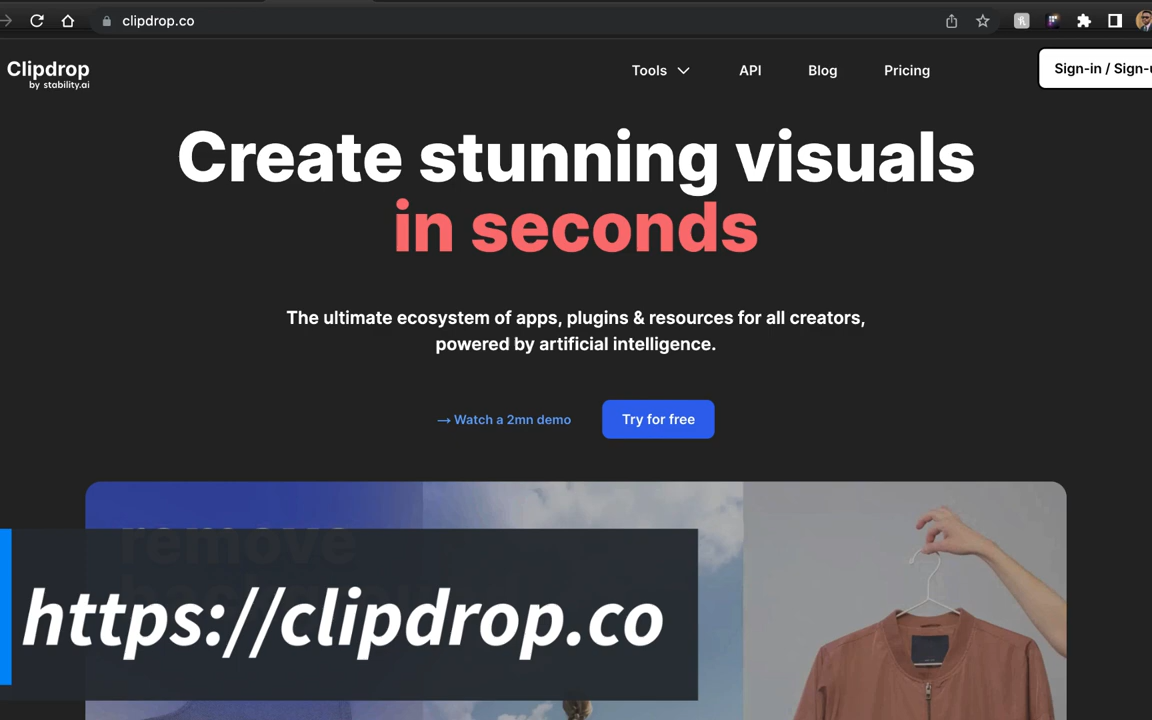 clipdrop.co
Clipdrop
by stability.ai
Tools
API
Blog
Pricing
Sign-in / Sign-u
Create stunning visuals
in seconds
The ultimate ecosystem of apps, plugins & resources for all creators,
powered by artificial intelligence.
→ Watch a 2mn demo
Try for free
remove
https://clipdrop.co